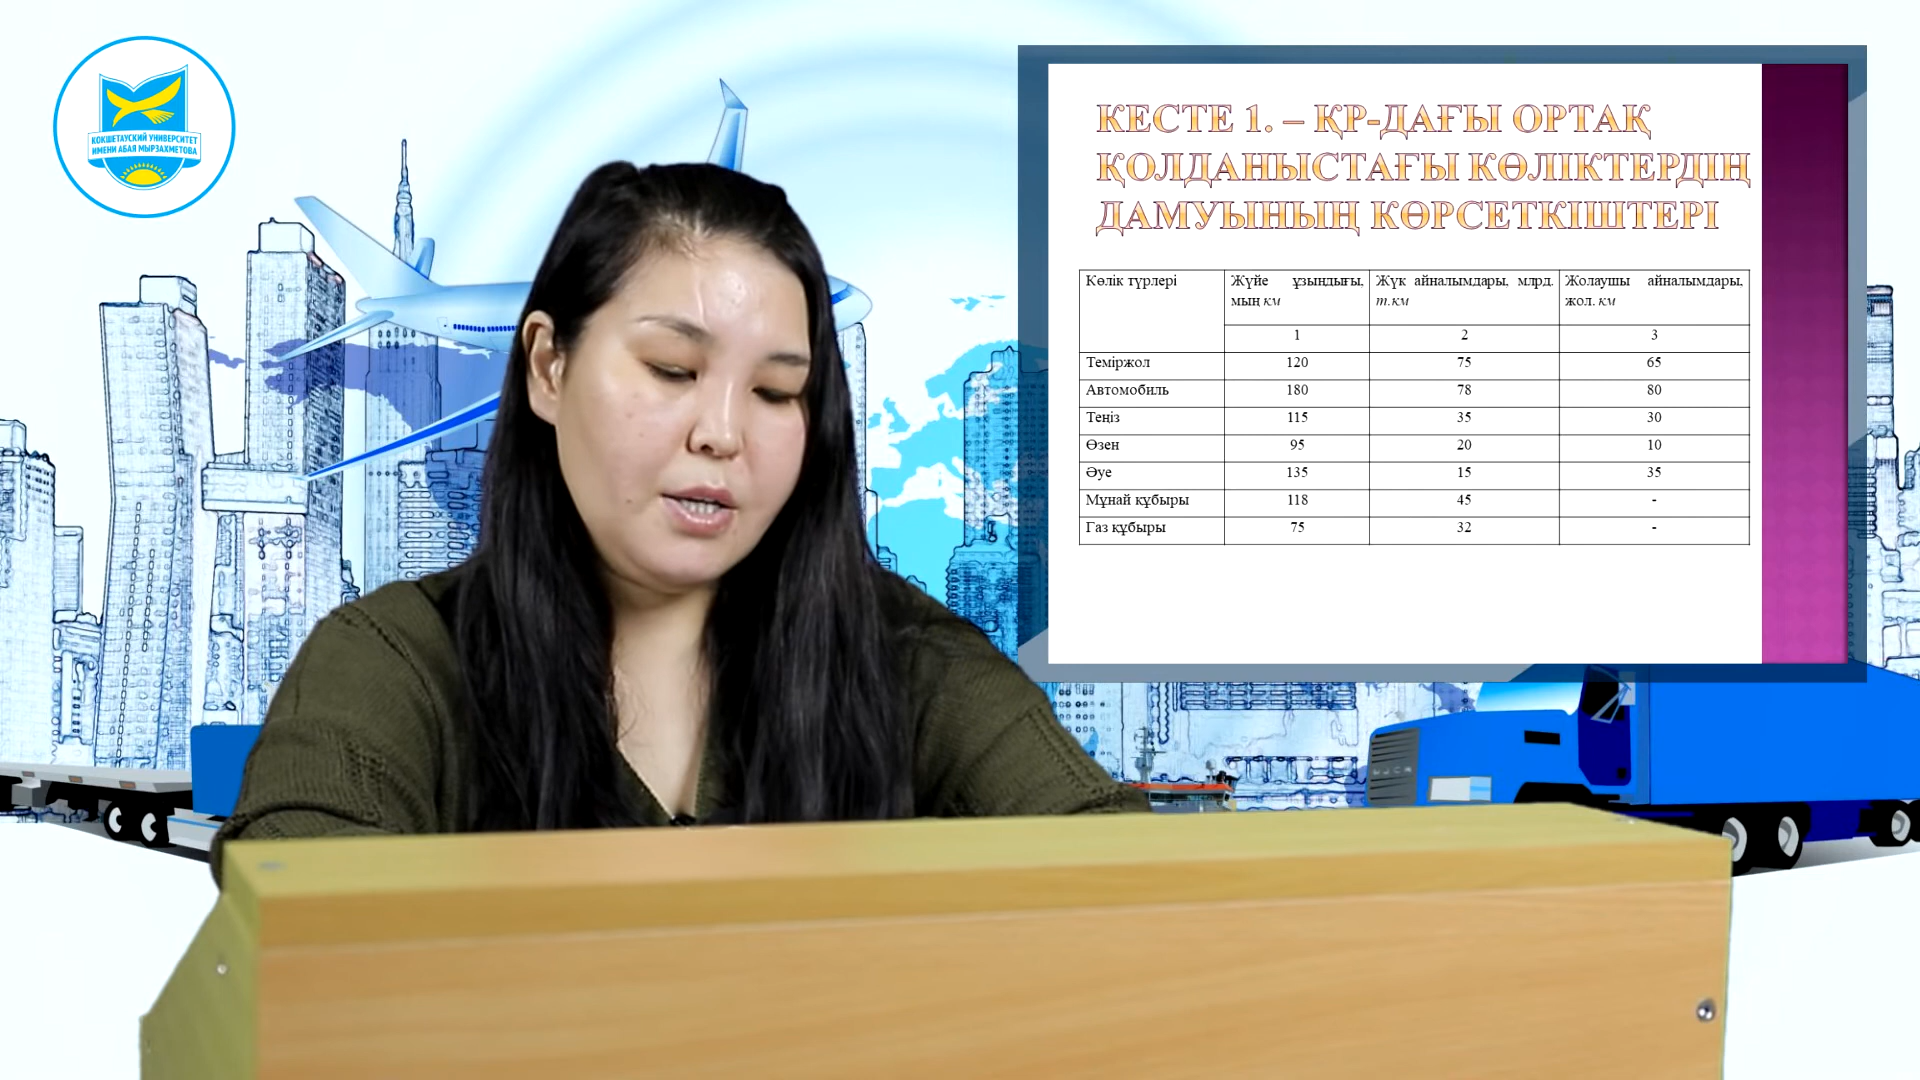 КОКШЕТАУСКИЙ УНИВЕРСИТЕТ
ИМЕНИ АБАЯ МЫРЗАХМЕТОВА
КЕСТЕ 1. – ҚР-ДАҒЫ ОРТАҚ
ҚОЛДАНЫСТАҒЫ КӨЛІКТЕРДІҢ
ДАМУЫНЫҢ КӨРСЕТКІШТЕРІ
Көлік түрлері Жүйе ұзындығы, Жүк айналымдары, млрд. Жолаушы айналымдары,
мың км т.км жол. км
1 2 3
Теміржол 120 75 65
Автомобиль 180 78 80
Теңіз 115 35 30
Өзен 95 20 10
Әуе 135 15 35
Мұнай құбыры 118 45 -
Газ құбыры 75 32 -